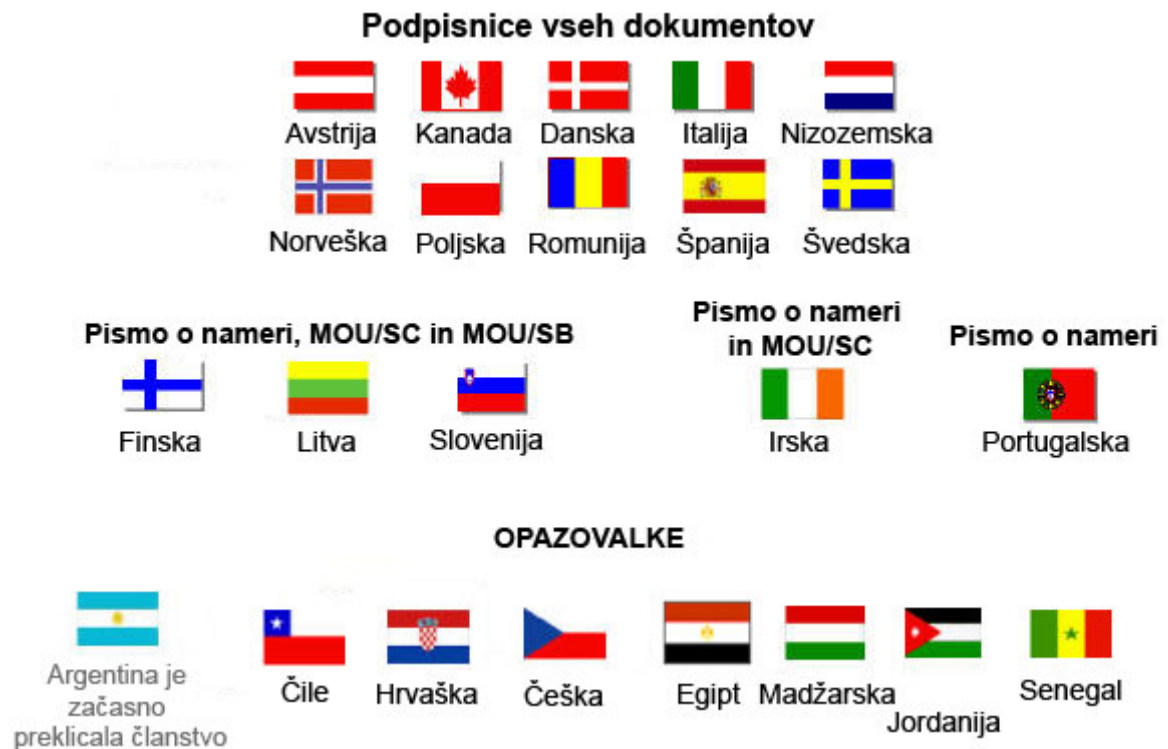 Podpisnice vseh dokumentov
Avstrija Kanada Danska Italija Nizozemska
Norveška Poljska Romunija Španija Švedska
Pismo o nameri, MOU/SC in MOU/SB
Finska Litva Slovenija
Pismo o nameri
in MOU/SC
Irska
Pismo o nameri
Portugalska
OPAZOVALKE
Argentina je
začasno
preklicala članstvo
Čile Hrvaška Češka Egipt Madžarska Jordanija Senegal